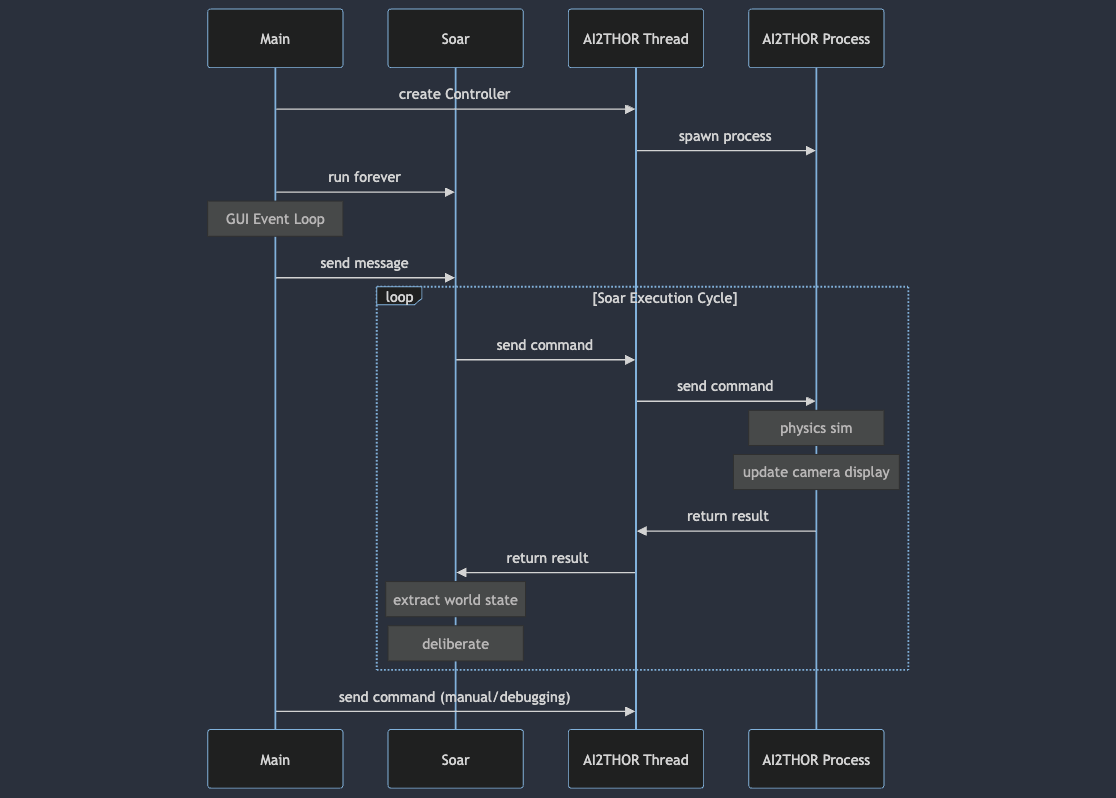 Main
Soar
AI2THOR Thread
AI2THOR Process
create Controller
spawn process
run forever
GUI Event Loop
send message
loop
[Soar Execution Cycle]
send command
send command
physics sim
update camera display
return result
return result
extract world state
deliberate
send command (manual/debugging)
Main
Soar
AI2THOR Thread
AI2THOR Process